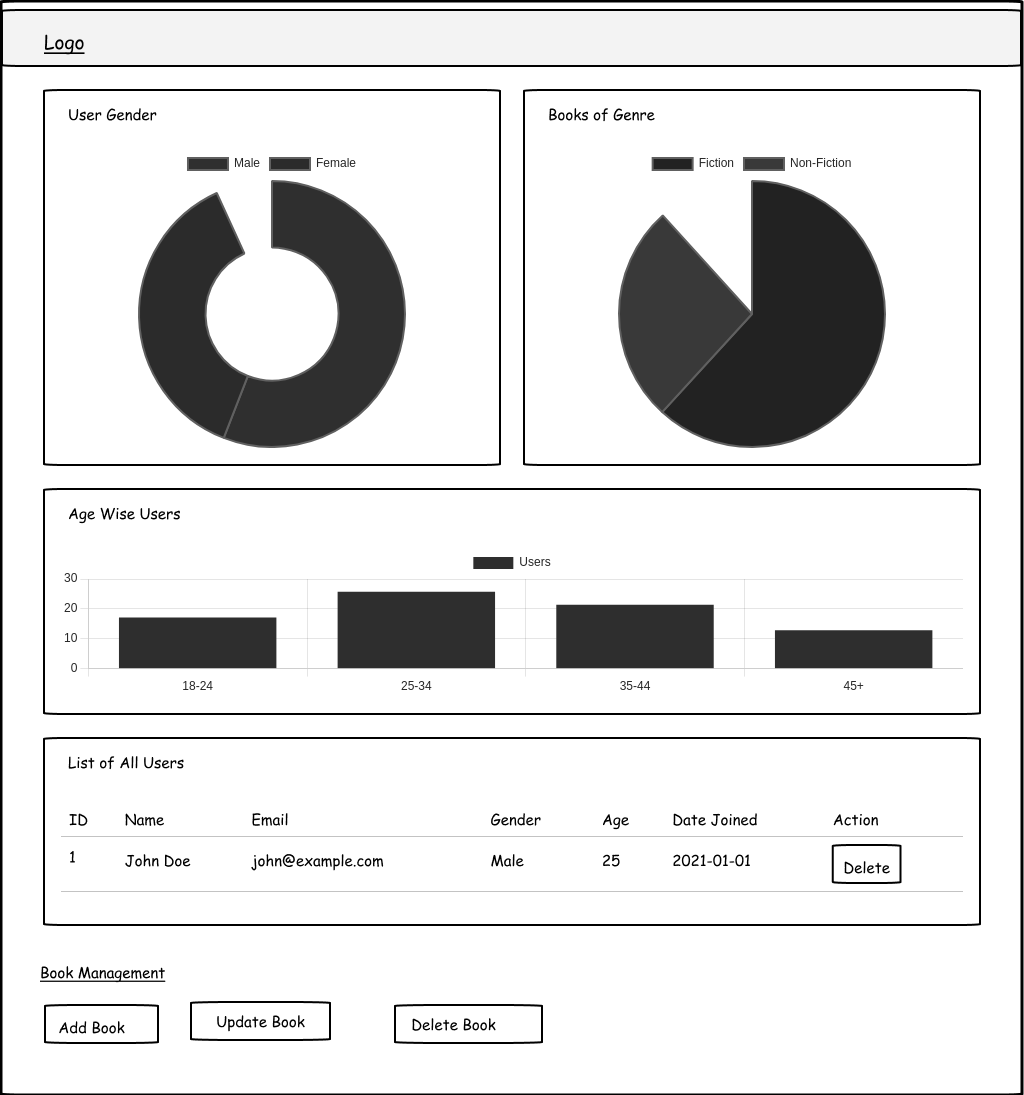 Logo
User Gender
Male Female
Books of Genre
Fiction Non-Fiction
Age Wise Users
Users
30
20
10
0
18-24 25-34 35-44 45+
List of All Users
ID Name Email Gender Age Date Joined Action
1 John Doe john@example.com Male 25 2021-01-01 Delete
Book Management
Add Book Update Book Delete Book